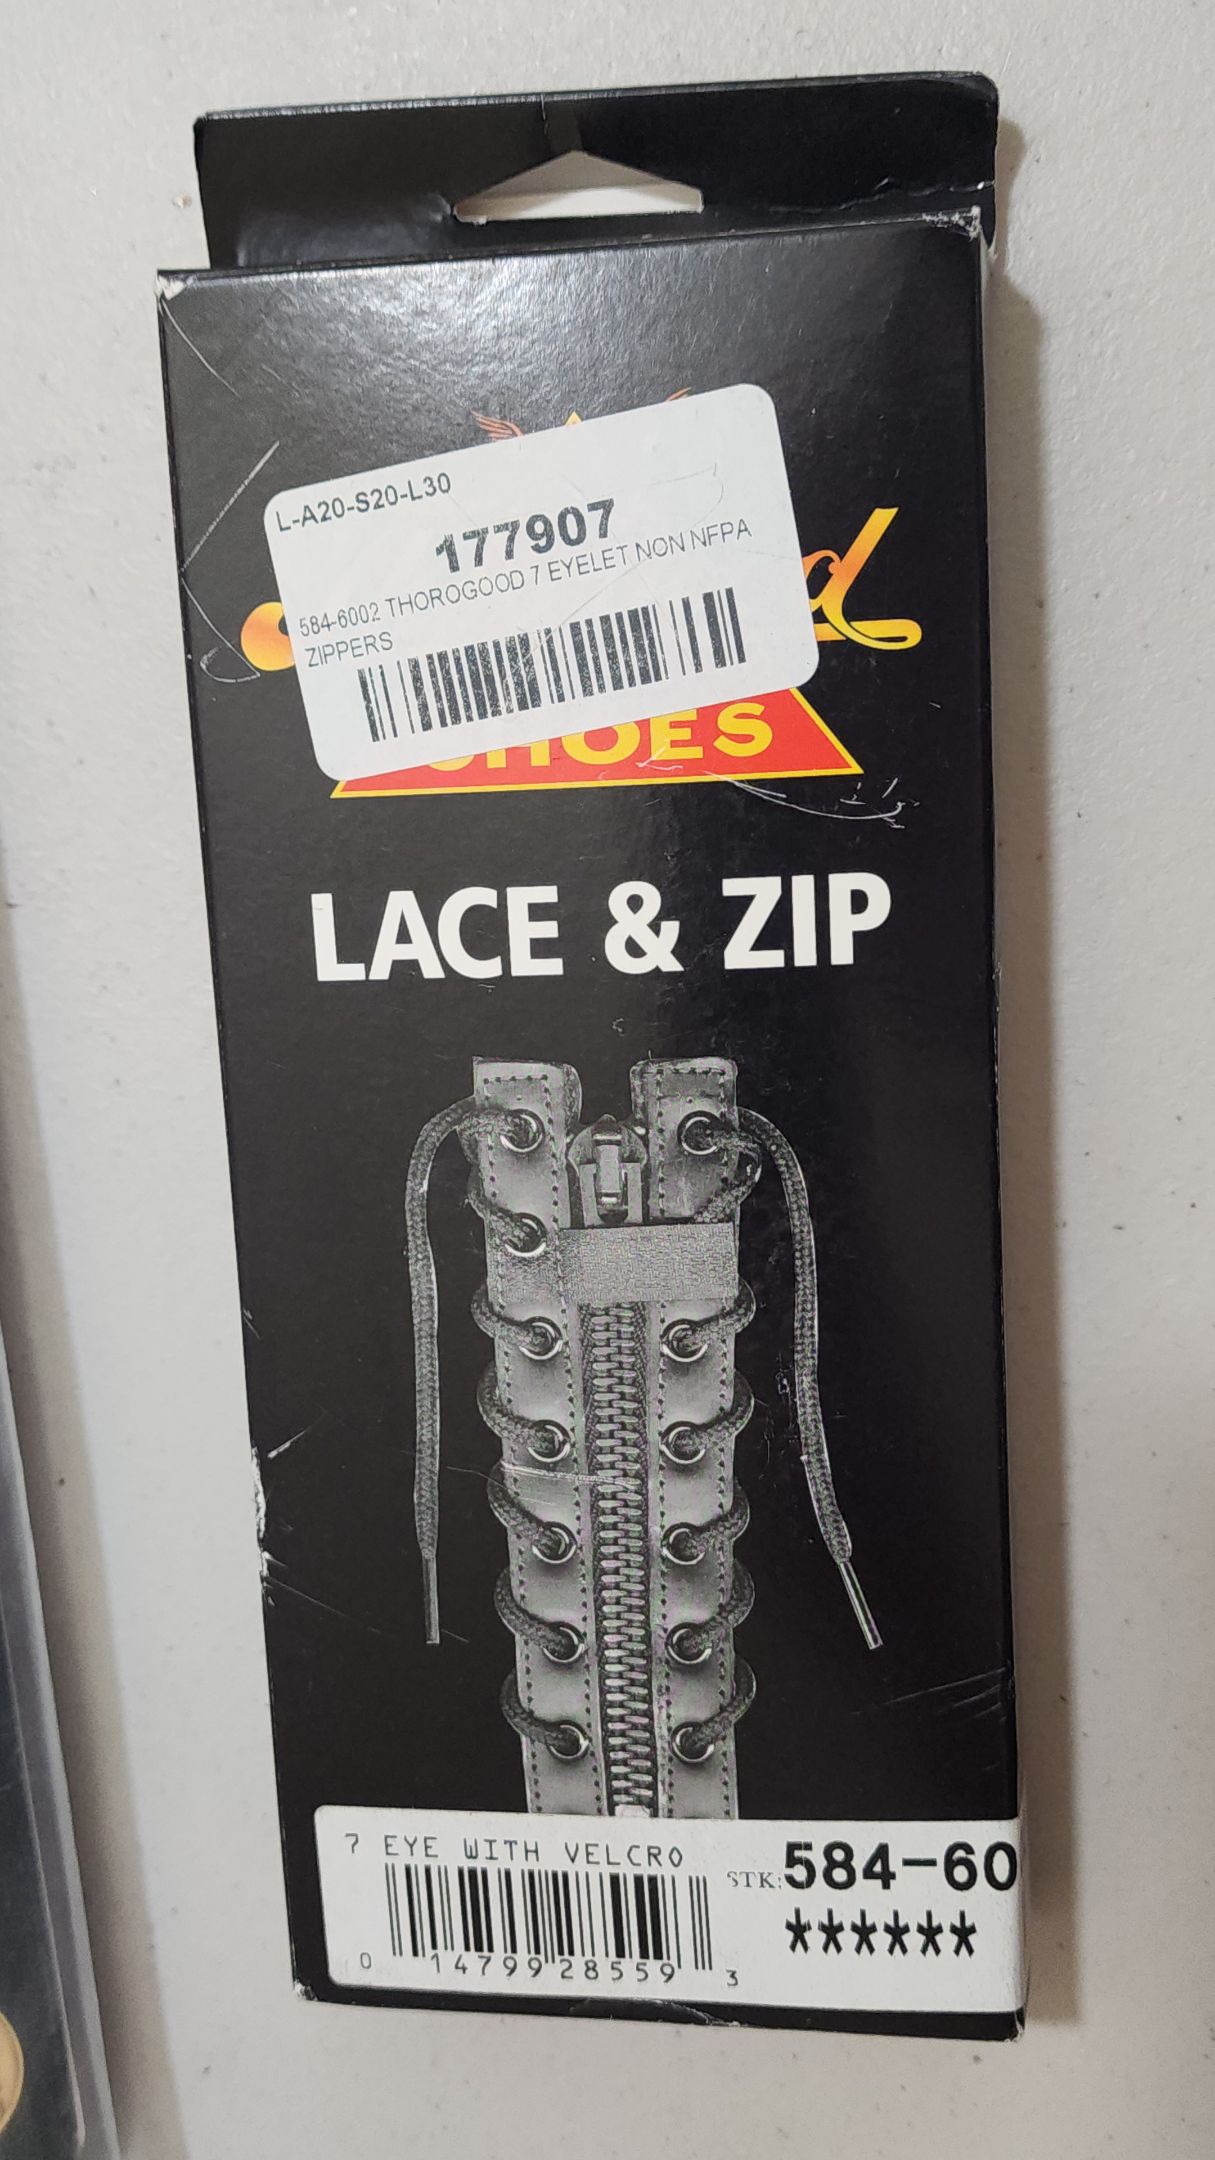 L-A20-S20-L30
177907
584-6002 THOROGOOD 7 EYELET NON NFPA
ZIPPERS
SHOES
LACE & ZIP
7 EYE WITH VELCRO
STK: 584-60
******
0 14799 28559 3